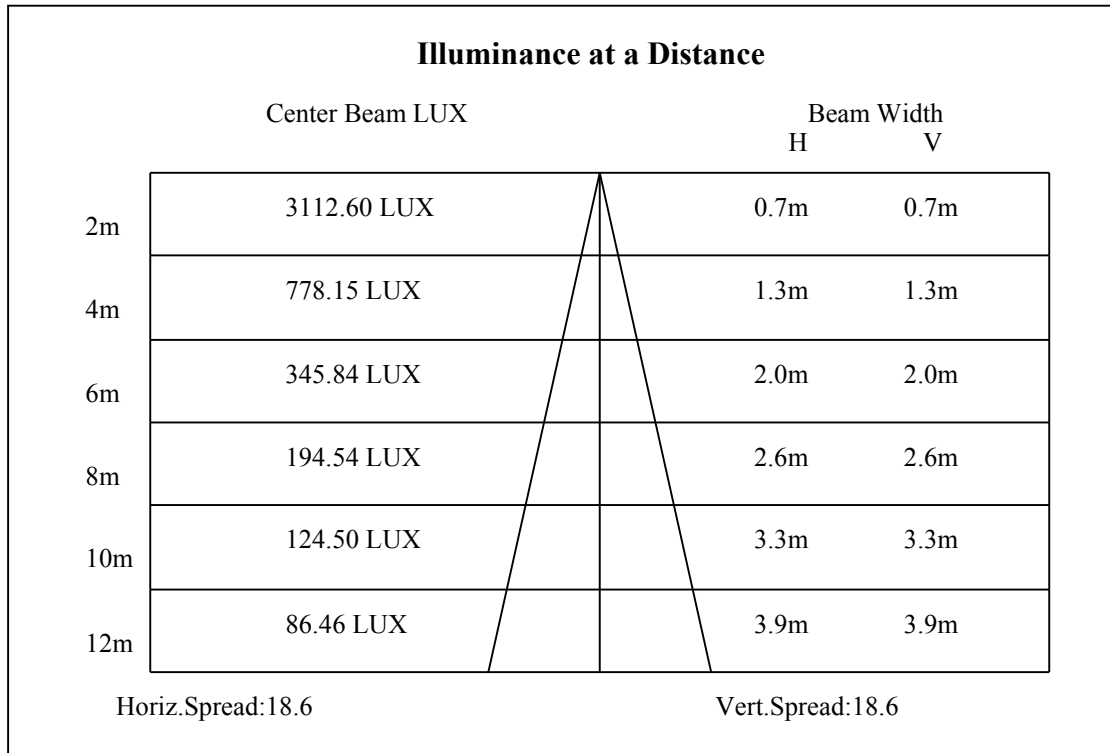 Illuminance at a Distance
Center Beam LUX Beam Width
H V
2m 3112.60 LUX 0.7m 0.7m
4m 778.15 LUX 1.3m 1.3m
6m 345.84 LUX 2.0m 2.0m
8m 194.54 LUX 2.6m 2.6m
10m 124.50 LUX 3.3m 3.3m
12m 86.46 LUX 3.9m 3.9m
Horiz.Spread:18.6 Vert.Spread:18.6